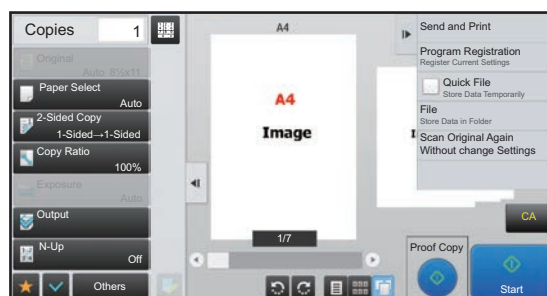 Copies 1
Original
Auto 8½x11
Paper Select
Auto
2-Sided Copy
1-Sided→1-Sided
Copy Ratio
100%
Exposure
Auto
Output
N-Up
Off
Others
A4
A4
Image
1/7
I
Send and Print
Program Registration
Register Current Settings
Quick File
Store Data Temporarily
File
Store Data in Folder
Scan Original Again
Without change Settings
CA
Proof Copy
Start